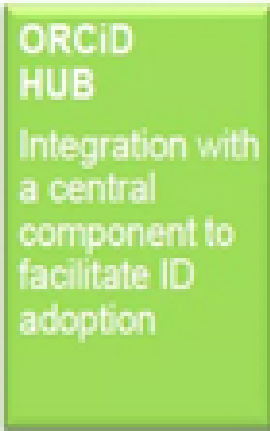 ORCiD
HUB
Integration with
a central
component to
facilitate ID
adoption